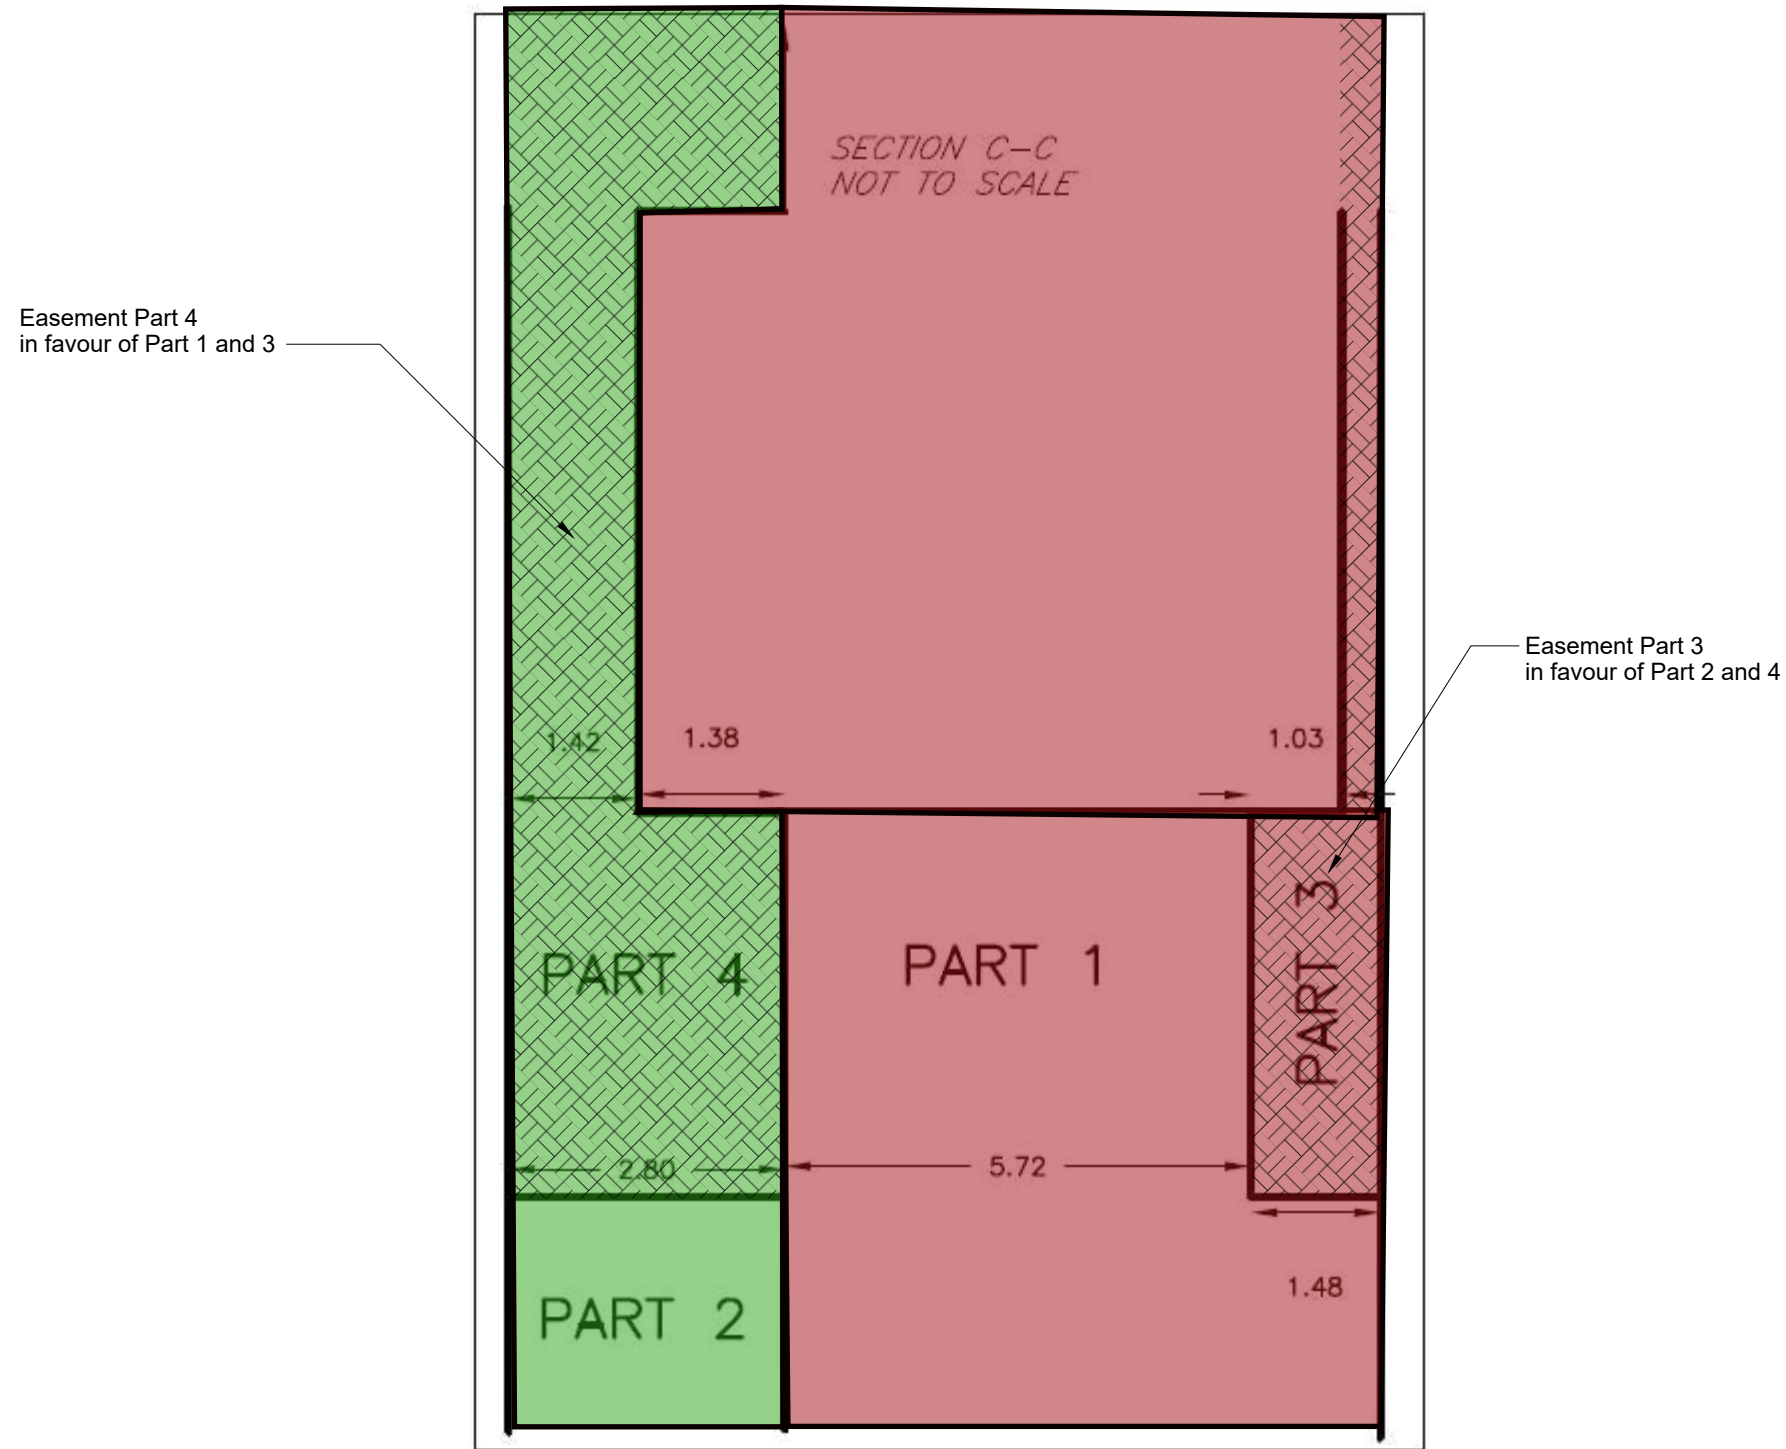 SECTION C-C
NOT TO SCALE
Easement Part 4
in favour of Part 1 and 3
Easement Part 3
in favour of Part 2 and 4
1.42
1.38
1.03
PART 4
PART 1
PART 3
2.80
5.72
1.48
PART 2